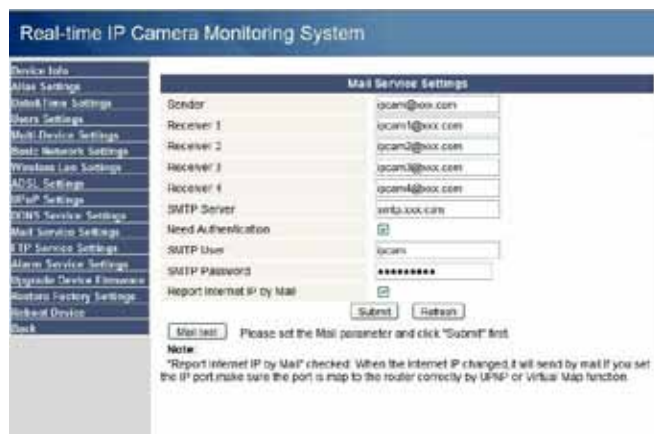 Real-time IP Camera Monitoring System
Device Info
Alias Settings
Date&Time Settings
Users Settings
Multi-Device Settings
Basic Network Settings
Wireless Lan Settings
ADSL Settings
UPnP Settings
DDNS Service Settings
Mail Service Settings
FTP Service Settings
Alarm Service Settings
Upgrade Device Firmware
Restore Factory Settings
Reboot Device
Back
Mail Service Settings
Sender ipcam@xxx.com
Receiver 1 ipcam1@xxx.com
Receiver 2 ipcam2@xxx.com
Receiver 3 ipcam3@xxx.com
Receiver 4 ipcam4@xxx.com
SMTP Server smtp.xxx.com
Need Authentication
SMTP User ipcam
SMTP Password •••••••••
Report Internet IP by Mail
Submit Refresh
Mail test Please set the Mail parameter and click "Submit" first.
Note:
"Report Internet IP by Mail" checked: When the Internet IP changed,it will send by mail.If you set
the IP port,make sure the port is map to the router correctly by UPNP or Virtual Map function.